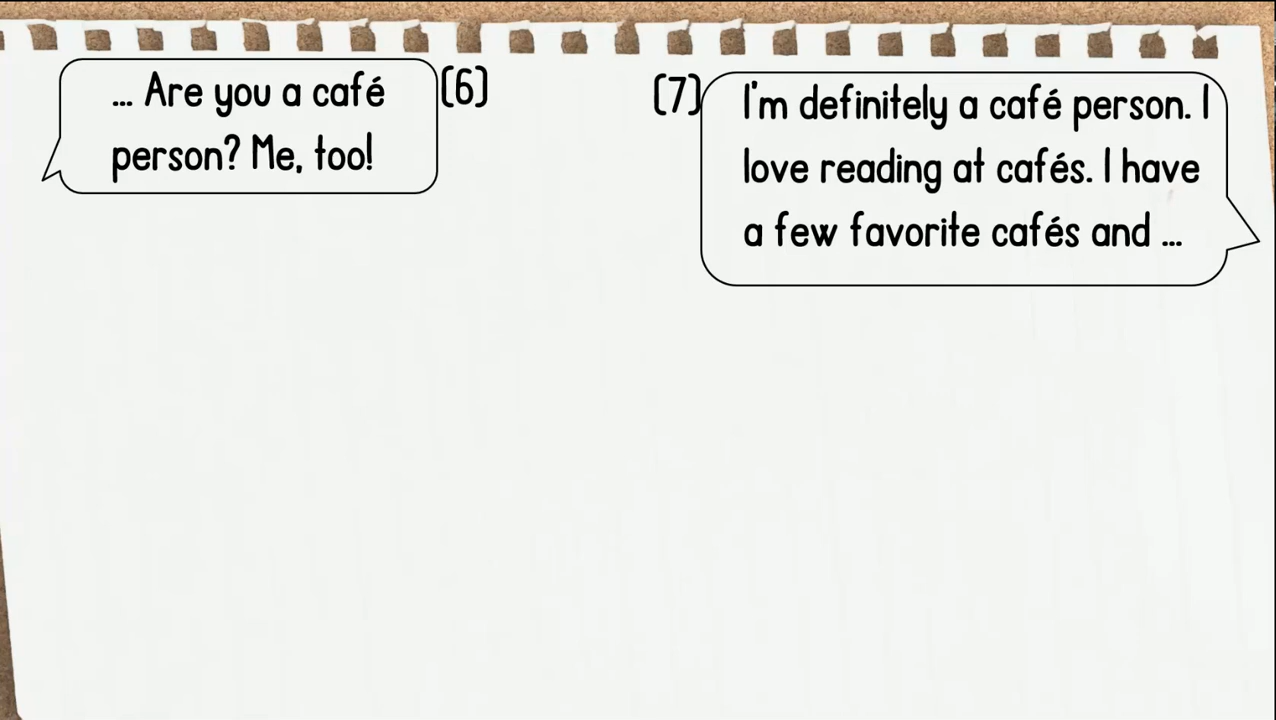 ... Are you a café
person? Me, too!
(6)
(7)
I'm definitely a café person. I
love reading at cafés. I have
a few favorite cafés and ...